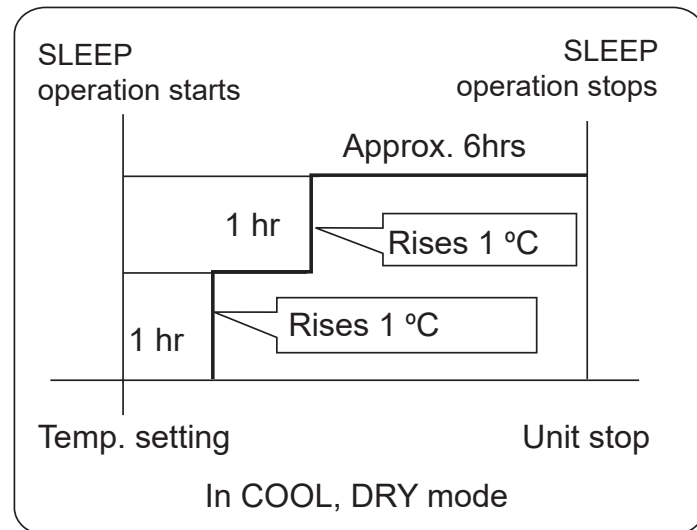 SLEEP
operation starts
SLEEP
operation stops
Approx. 6hrs
1 hr
Rises 1 ºC
1 hr
Rises 1 ºC
Temp. setting
Unit stop
In COOL, DRY mode